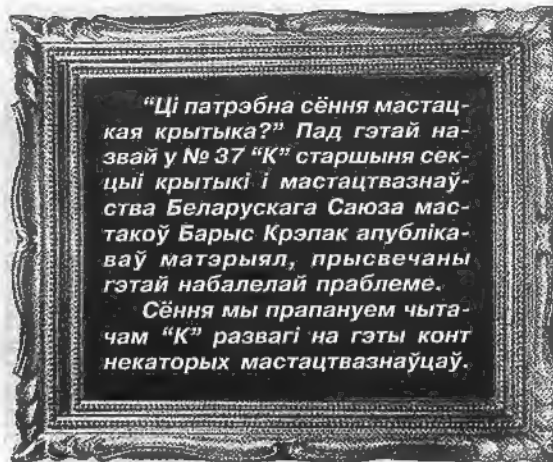 “Ці патрэбна сёння мастац-
кая крытыка?” Пад гэтай на-
звай у № 37 “К” старшыня сек-
цыі крытыкі і мастацтвазнаў-
ства Беларускага Саюза мас-
такоў Барыс Крэпак апубліка-
ваў матэрыял, прысвечаны
гэтай набалелай праблеме.
Сёння мы прапануем чыта-
чам “К” развагі на гэты конт
некаторых мастацтвазнаўцаў.